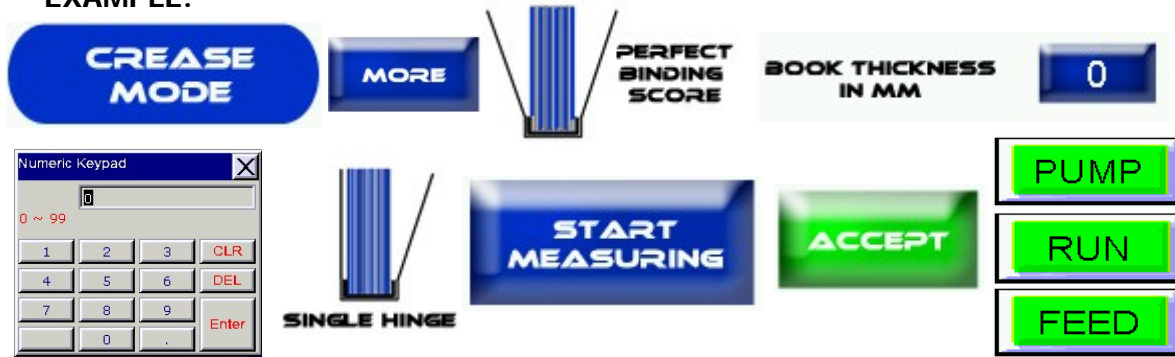 EXAMPLE:
CREASE
MODE
MORE
PERFECT
BINDING
SCORE
BOOK THICKNESS
IN MM
0
Numeric Keypad
X
0
0 ~ 99
1 2 3 CLR
4 5 6 DEL
7 8 9 Enter
0 .
SINGLE HINGE
START
MEASURING
ACCEPT
PUMP
RUN
FEED